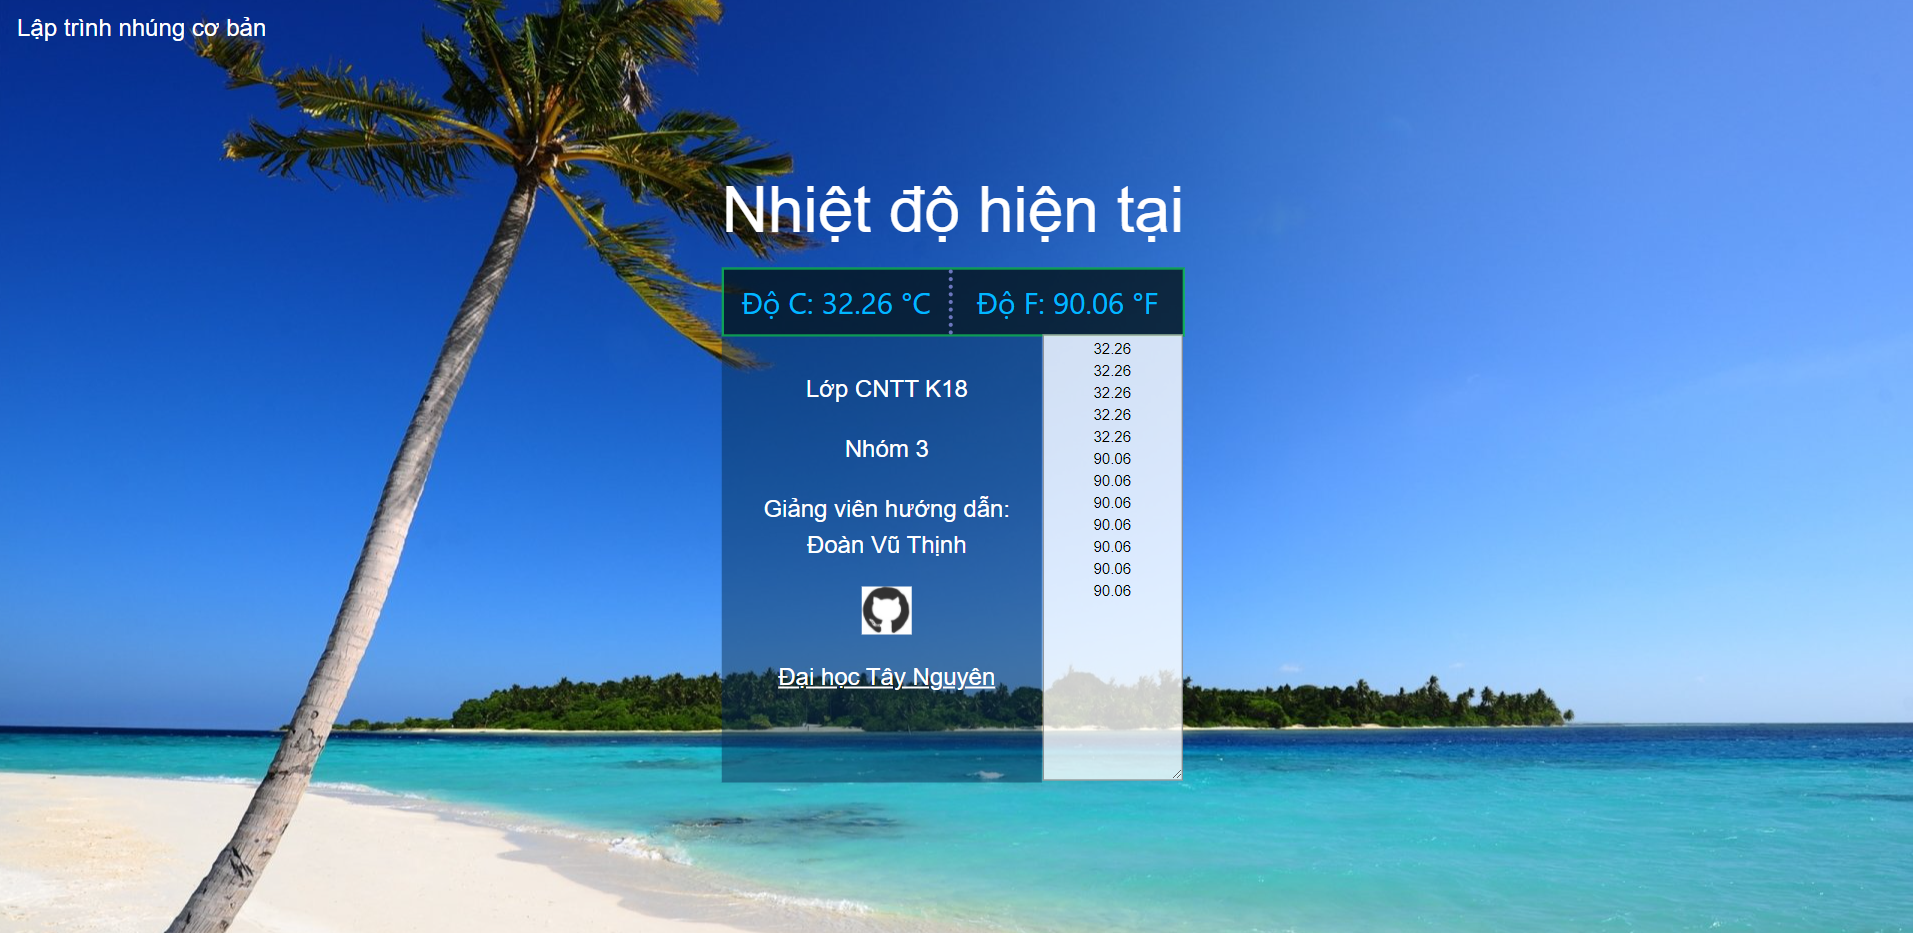 Lập trình nhúng cơ bản
Nhiệt độ hiện tại
Độ C: 32.26 °C
Độ F: 90.06 °F
Lớp CNTT K18
Nhóm 3
Giảng viên hướng dẫn:
Đoàn Vũ Thịnh
Đại học Tây Nguyên
32.26
32.26
32.26
32.26
32.26
90.06
90.06
90.06
90.06
90.06
90.06
90.06